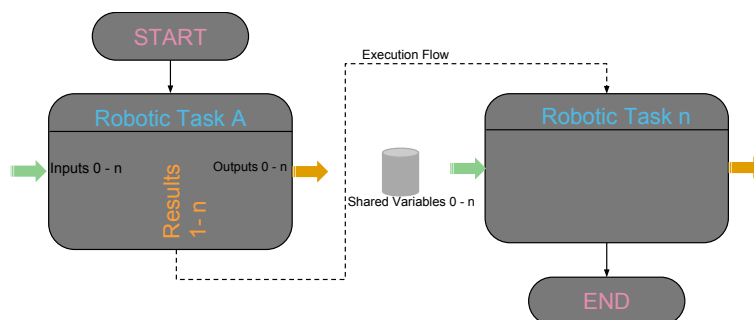 START
Execution Flow
Robotic Task A
Robotic Task n
Inputs 0 - n
Outputs 0 - n
Results
1- n
Shared Variables 0 - n
END